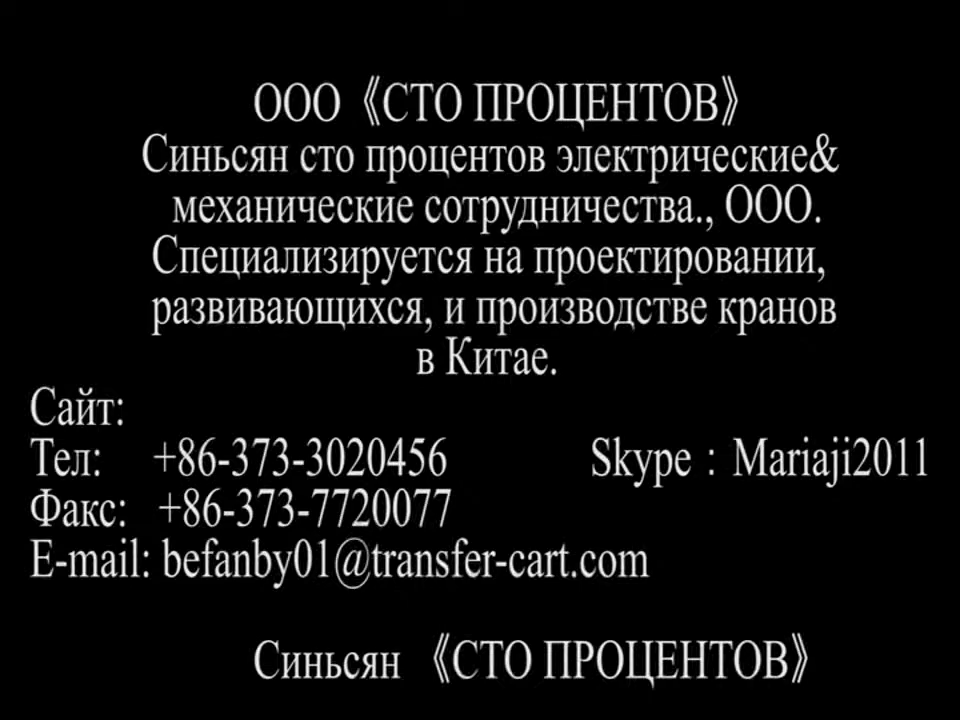 ООО《СТО ПРОЦЕНТОВ》
Синьсян сто процентов электрические&
механические сотрудничества., ООО.
Специализируется на проектировании,
развивающихся, и производстве кранов
в Китае.
Сайт:
Тел: +86-373-3020456 Skype : Mariaji2011
Факс: +86-373-7720077
E-mail: befanby01@transfer-cart.com
Синьсян 《СТО ПРОЦЕНТОВ》